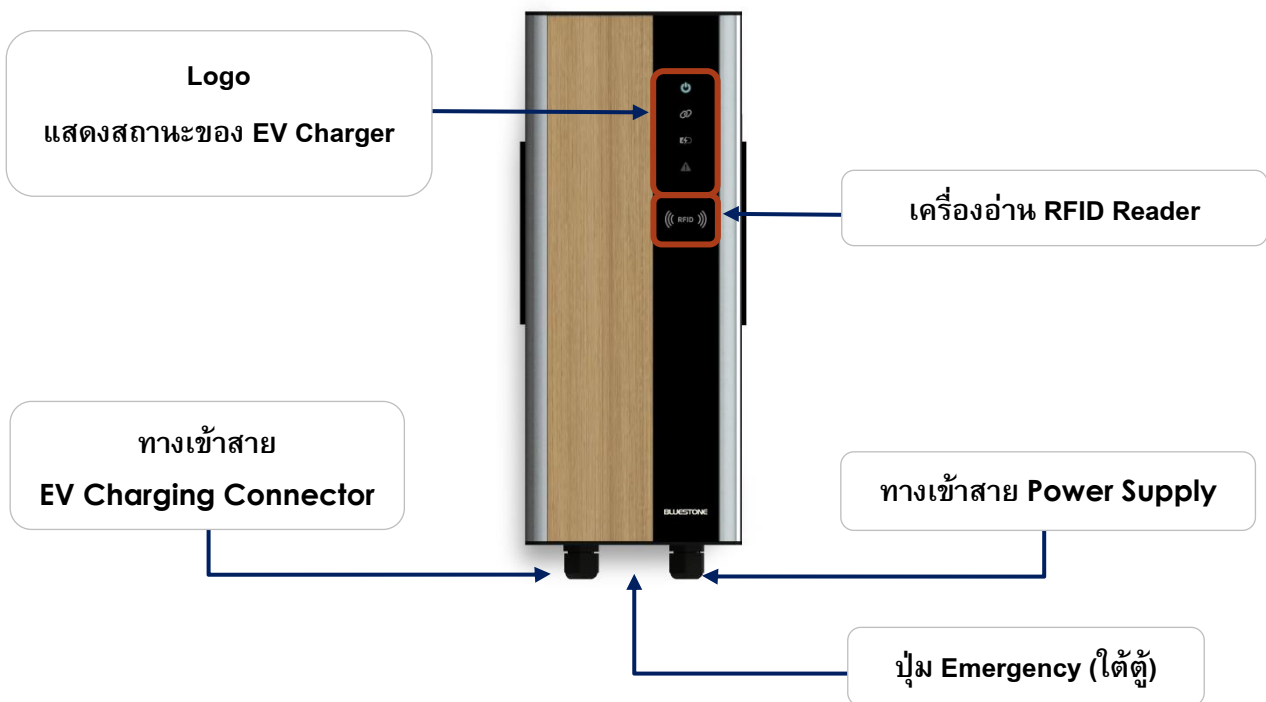 Logo
แสดงสถานะของ EV Charger
RFID
เครื่องอ่าน RFID Reader
ทางเข้าสาย
EV Charging Connector
ทางเข้าสาย Power Supply
BLUESTONE
ปุ่ม Emergency (ใต้ตู้)